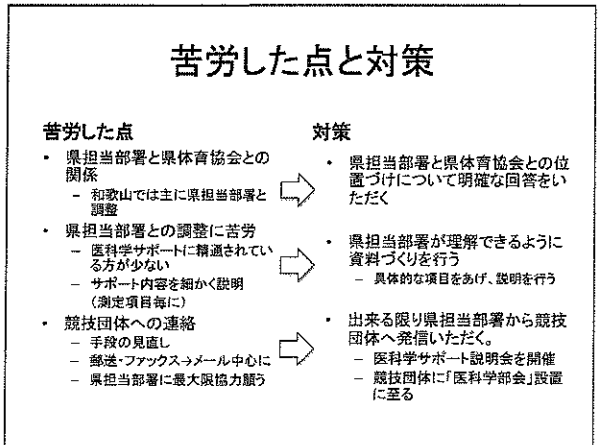 苦労した点と対策
苦労した点
・ 県担当部署と県体育協会との
関係
– 和歌山では主に県担当部署と
調整
・ 県担当部署との調整に苦労
– 医科学サポートに精通されてい
る方が少ない
– サポート内容を細かく説明
（測定項目毎に）
・ 競技団体への連絡
– 手段の見直し
– 郵送・ファックス→メール中心に
– 県担当部署に最大限協力願う
対策
・ 県担当部署と県体育協会との位
置づけについて明確な回答をい
ただく
・ 県担当部署が理解できるように
資料づくりを行う
– 具体的な項目をあげ、説明を行う
・ 出来る限り県担当部署から競技
団体へ発信いただく。
– 医科学サポート説明会を開催
– 競技団体に「医科学部会」設置
に至る